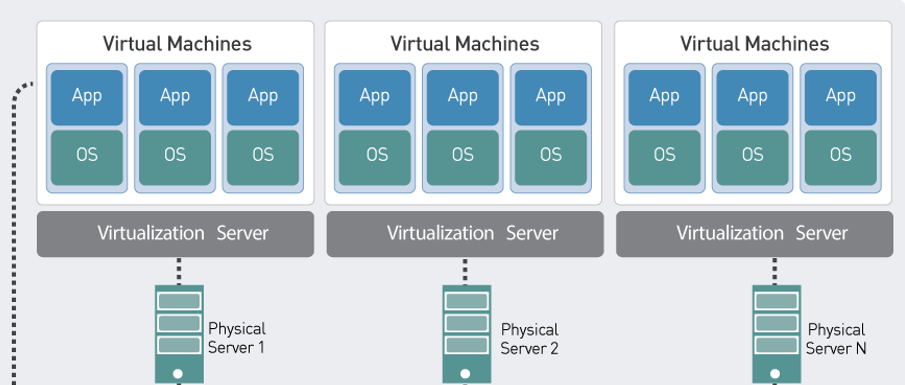 Virtual Machines Virtual Machines Virtual Machines
App App App App App App App App App
OS OS OS OS OS OS OS OS OS
Virtualization Server Virtualization Server Virtualization Server
Physical Physical Physical
Server 1 Server 2 Server N